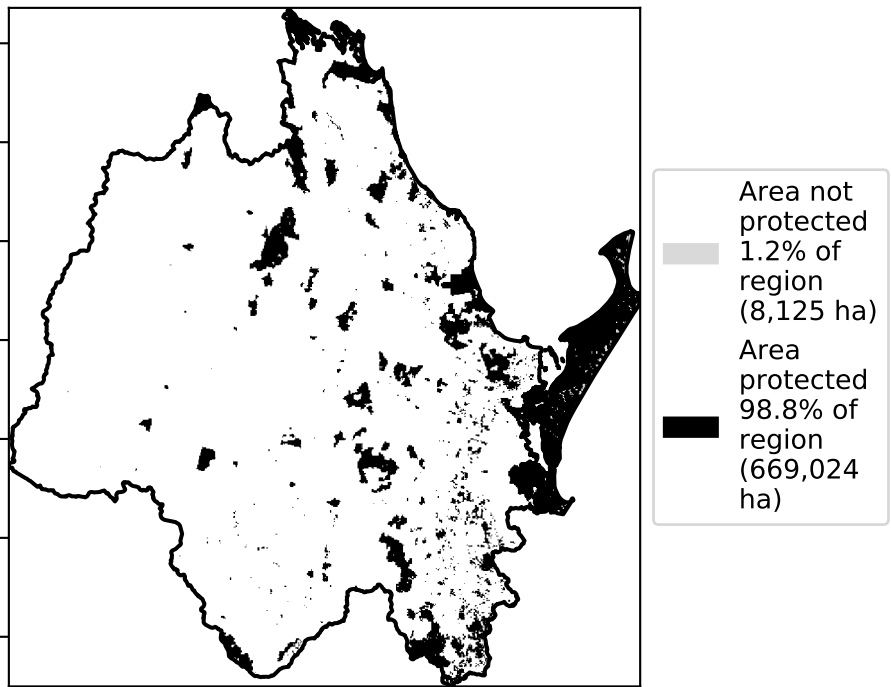 Area not
protected
1.2% of
region
(8,125 ha)
Area
protected
98.8% of
region
(669,024
ha)